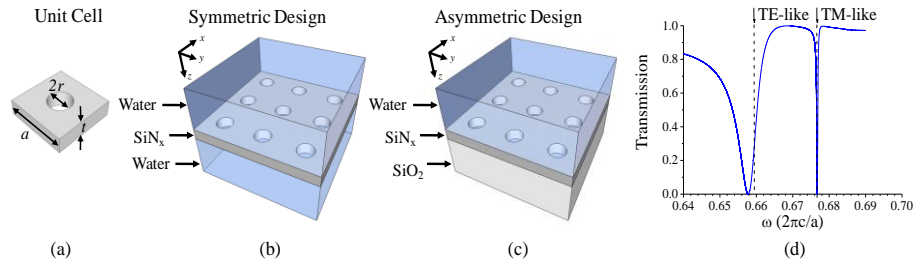 Unit Cell
2r
a
t
(a)
Symmetric Design
x
y
z
Water
SiNx
Water
(b)
Asymmetric Design
x
y
z
Water
SiNx
SiO2
(c)
TE-like
TM-like
Transmission
1.0
0.8
0.6
0.4
0.2
0.0
0.64
0.65
0.66
0.67
0.68
0.69
0.70
ω (2πc/a)
(d)